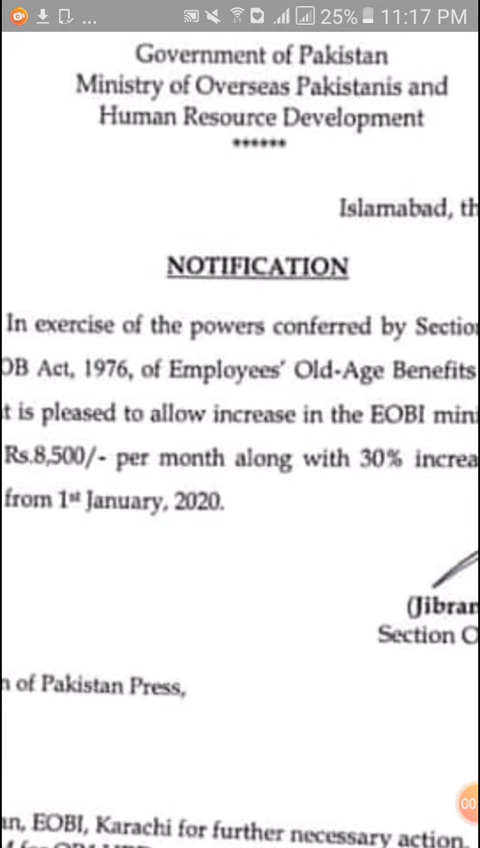 ... 25% 11:17 PM
Government of Pakistan
Ministry of Overseas Pakistanis and
Human Resource Development
******
Islamabad, th
NOTIFICATION
In exercise of the powers conferred by Section
OB Act, 1976, of Employees' Old-Age Benefits
t is pleased to allow increase in the EOBI mini
Rs.8,500/- per month along with 30% increa
from 1st January, 2020.
(Jibran
Section O
n of Pakistan Press,
00:
an, EOBI, Karachi for further necessary action.